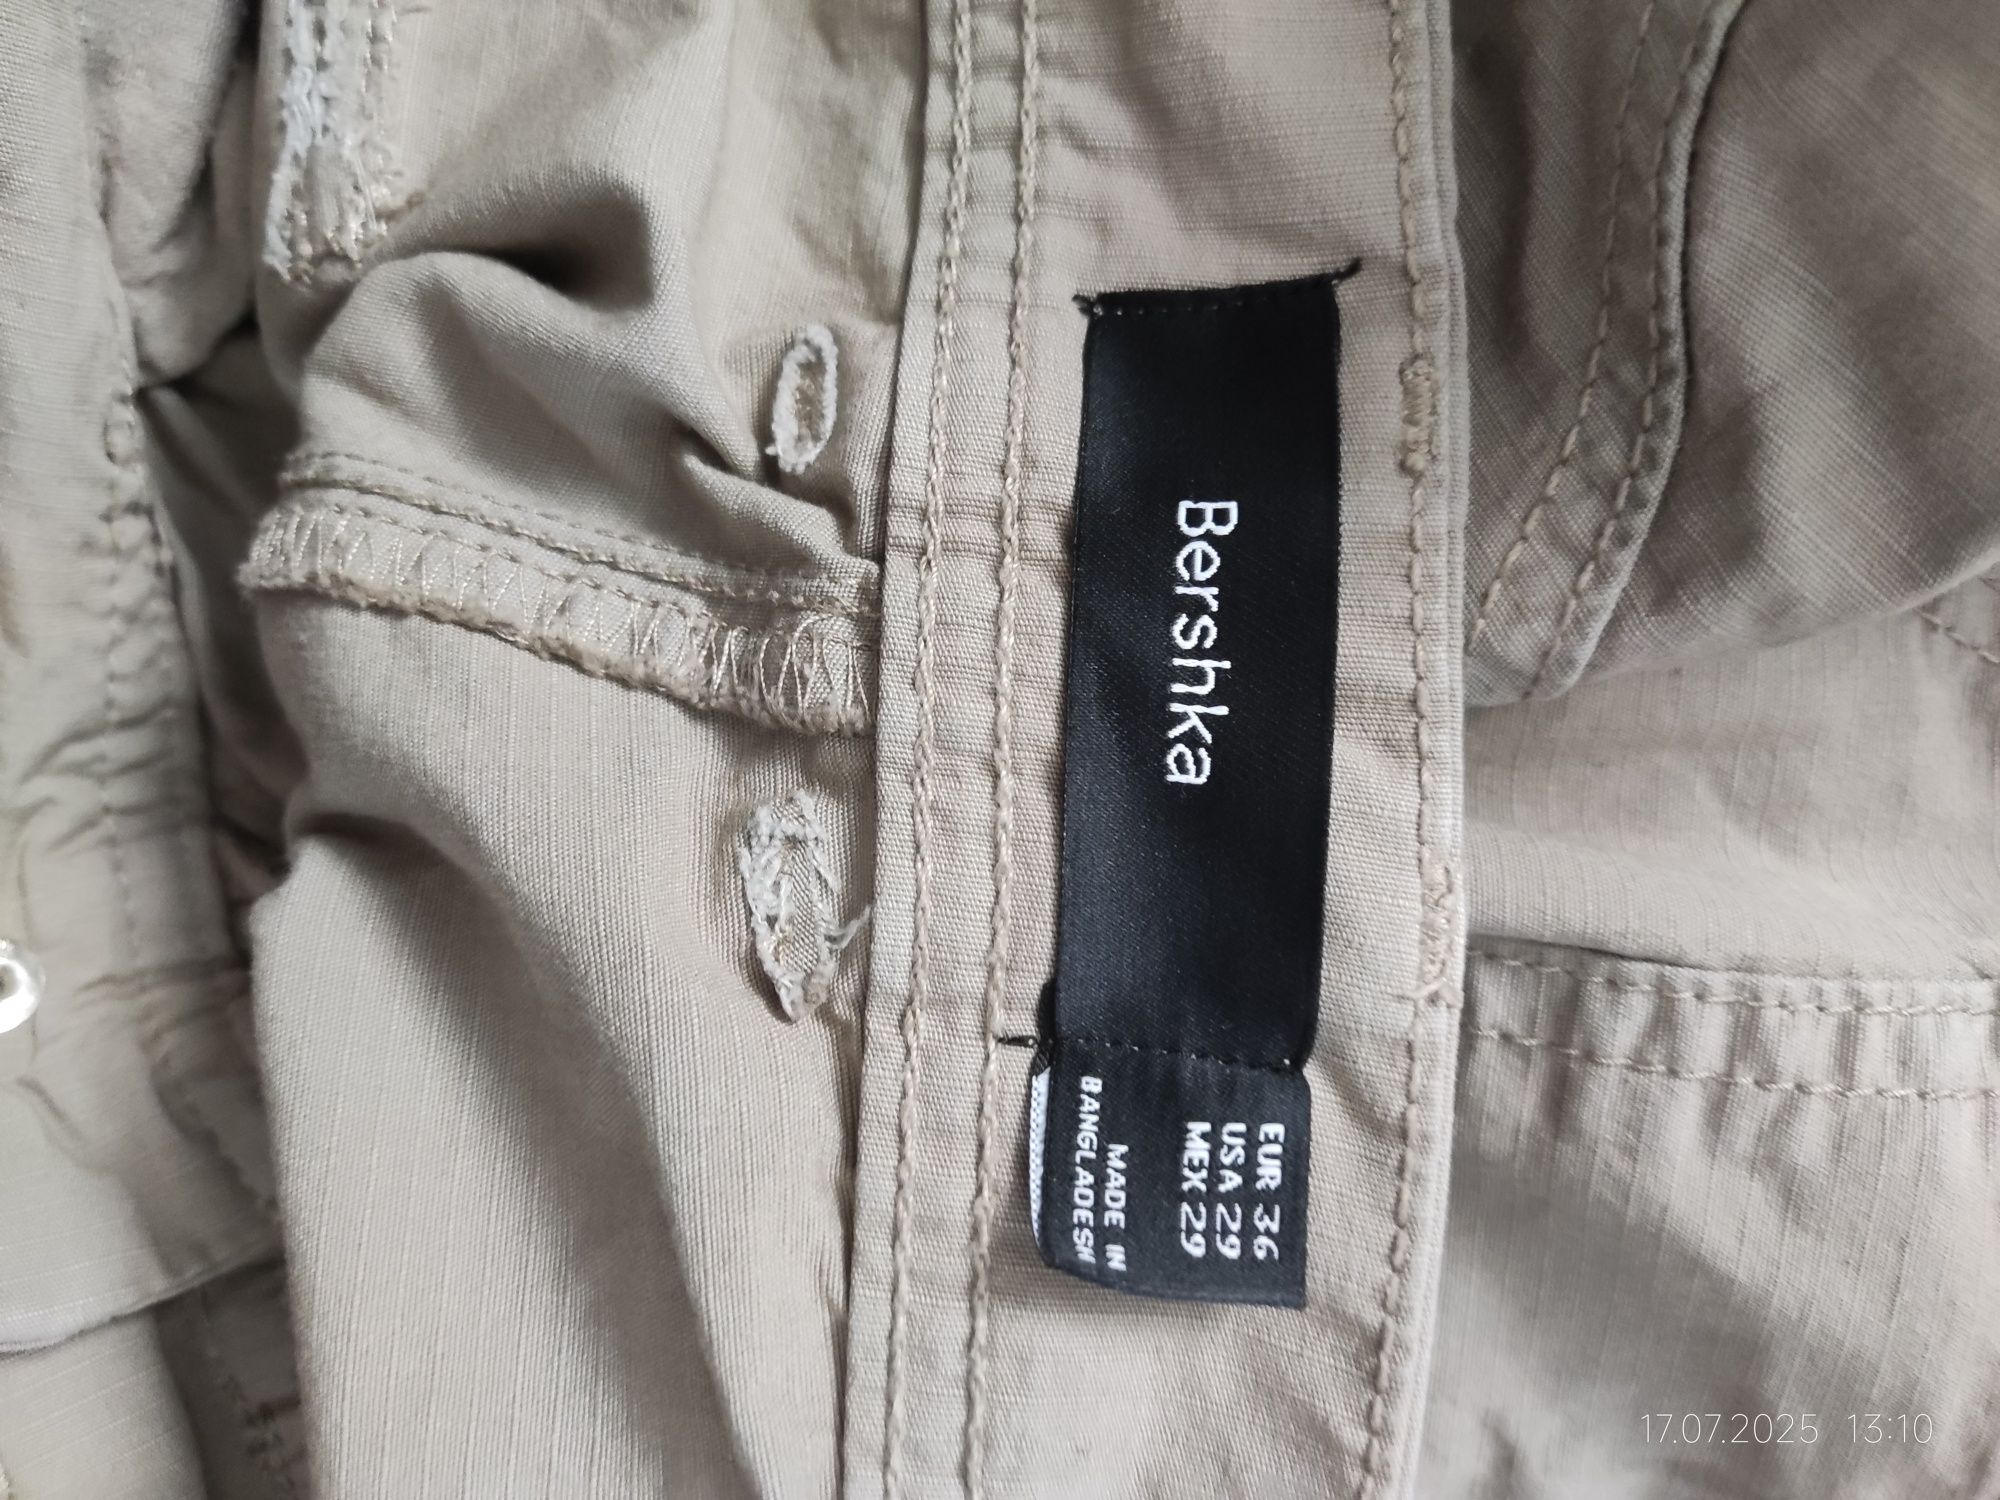 Bershka
EUR 36
USA 29
MEX 29
MADE IN
BANGLADESH
17.07.2025 13:10